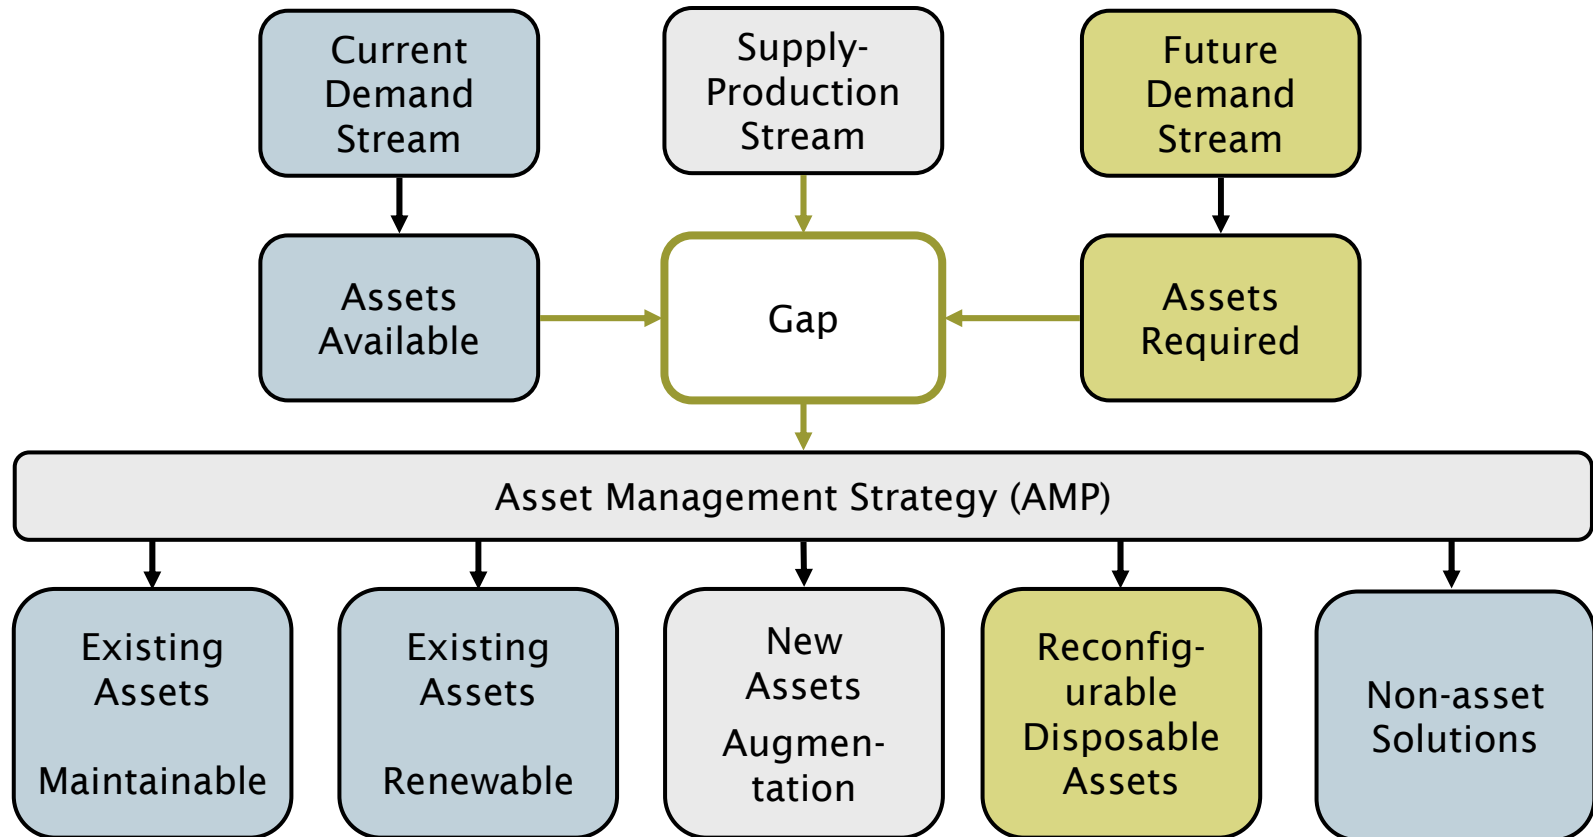 Current
Demand
Stream
Supply-
Production
Stream
Future
Demand
Stream
Assets
Available
Gap
Assets
Required
Asset Management Strategy (AMP)
Existing
Assets
Maintainable
Existing
Assets
Renewable
New
Assets
Augmen-
tation
Reconfig-
urable
Disposable
Assets
Non-asset
Solutions